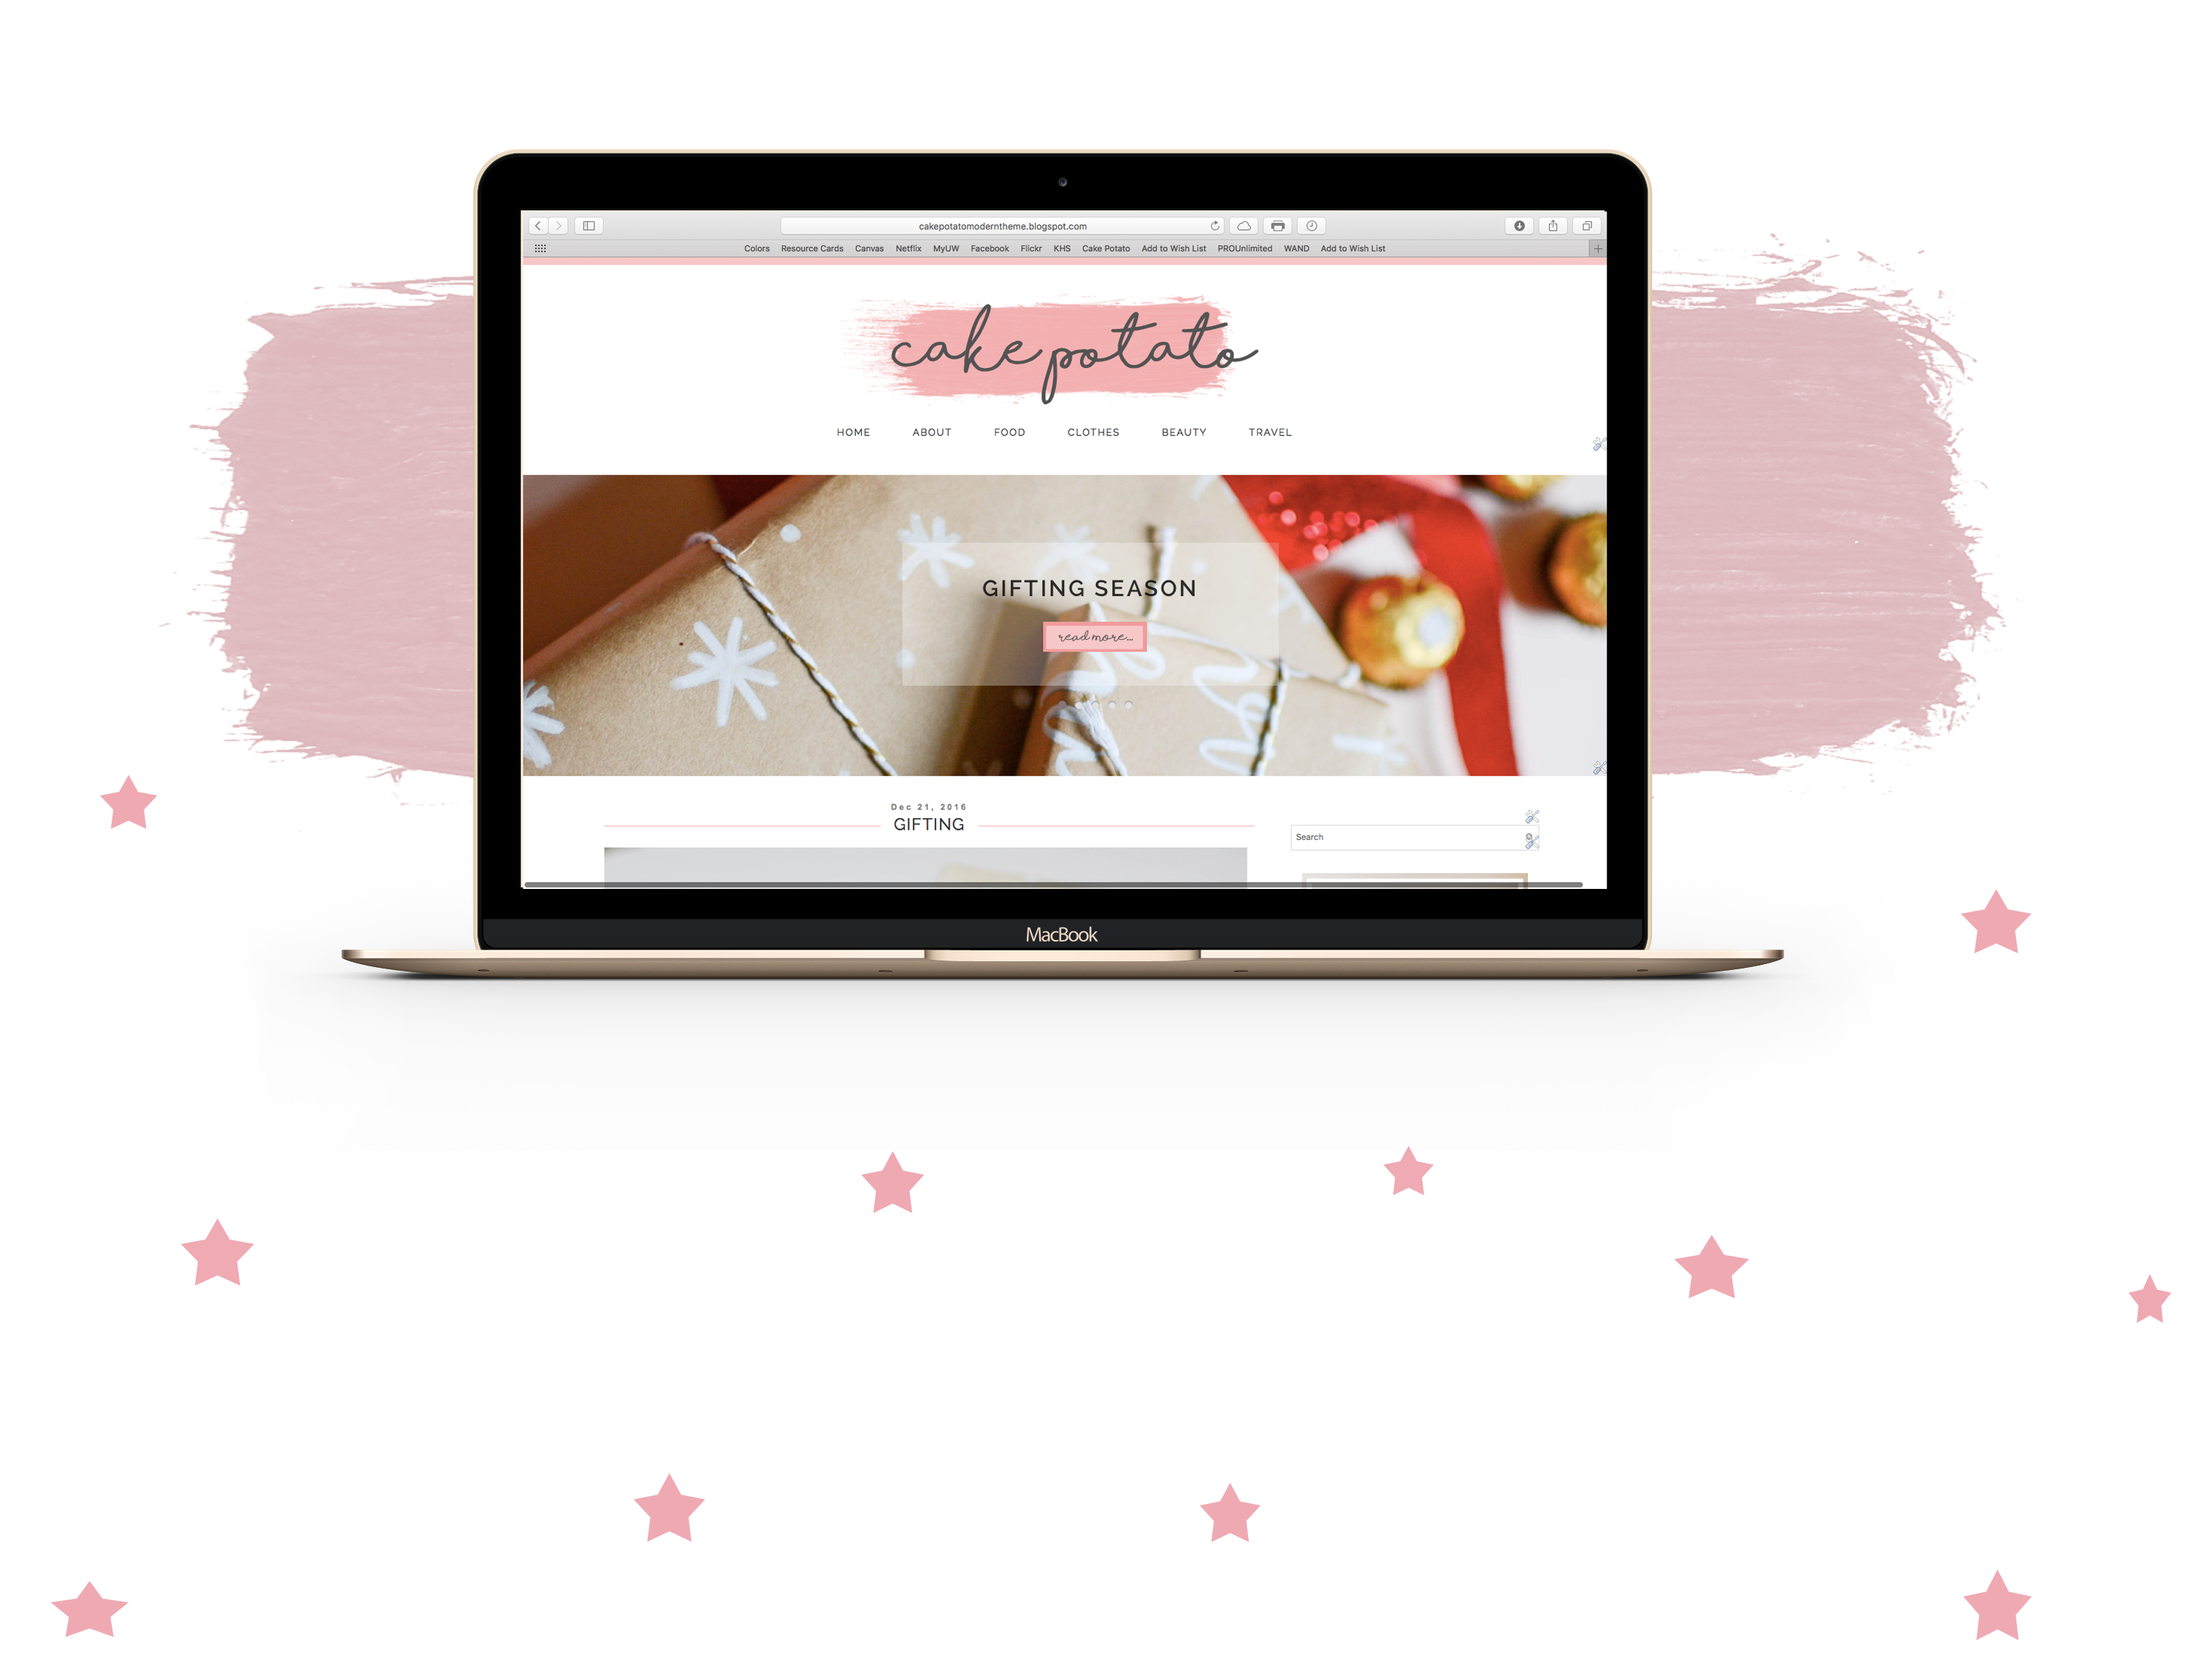 cakepotatomoderntheme.blogspot.com
Colors Resource Cards Canvas Netflix MyUW Facebook Flickr KHS Cake Potato Add to Wish List PROUnlimited WAND Add to Wish List
cake potato
HOME ABOUT FOOD CLOTHES BEAUTY TRAVEL
GIFTING SEASON
read more...
Dec 21, 2016
GIFTING
Search
MacBook